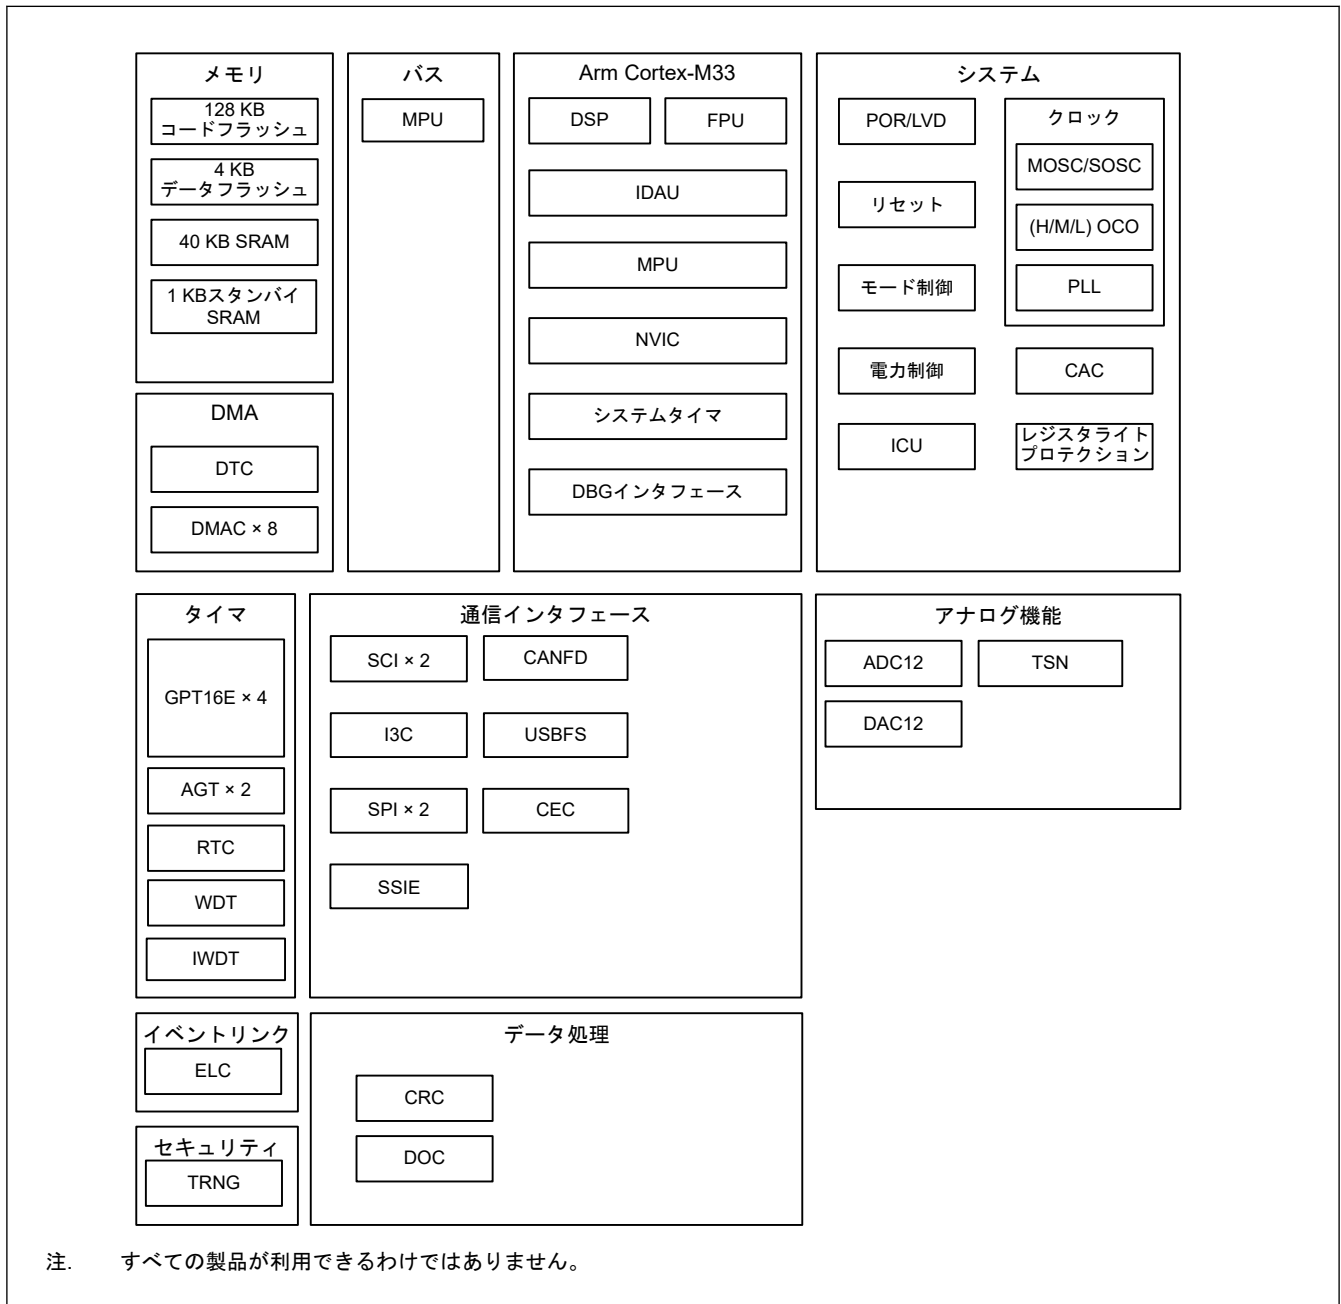 メモリ
128 KB
コードフラッシュ
4 KB
データフラッシュ
40 KB SRAM
1 KBスタンバイ
SRAM
DMA
DTC
DMAC × 8
バス
MPU
Arm Cortex-M33
DSP
FPU
IDAU
MPU
NVIC
システムタイマ
DBGインタフェース
システム
POR/LVD
リセット
モード制御
電力制御
ICU
クロック
MOSC/SOSC
(H/M/L) OCO
PLL
CAC
レジスタライト
プロテクション
タイマ
GPT16E × 4
AGT × 2
RTC
WDT
IWDT
通信インタフェース
SCI × 2
CANFD
I3C
USBFS
SPI × 2
CEC
SSIE
アナログ機能
ADC12
TSN
DAC12
イベントリンク
ELC
セキュリティ
TRNG
データ処理
CRC
DOC
注. すべての製品が利用できるわけではありません。